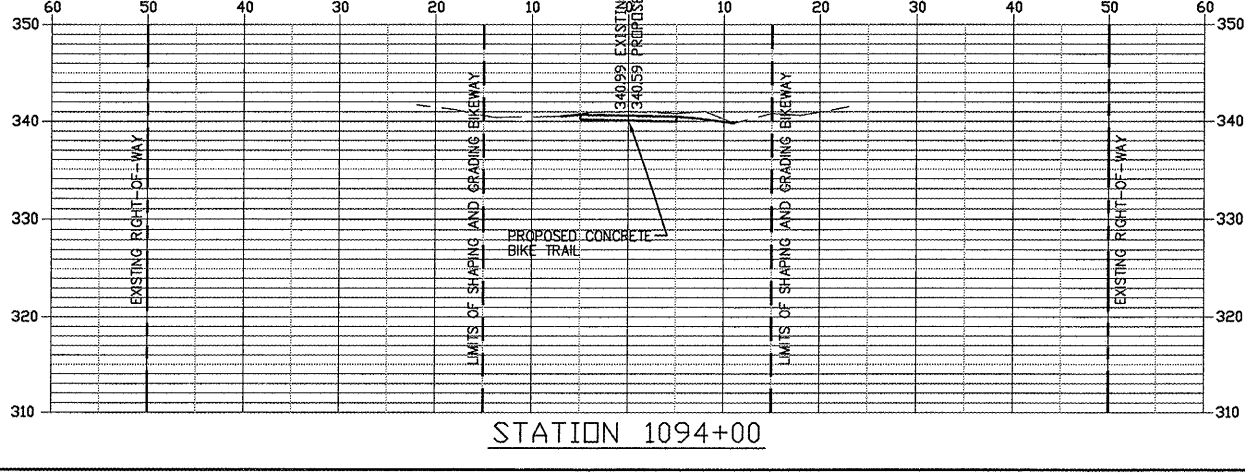 60 50 40 30 20 10 10 20 30 40 50 60
350 350
340 340
330 330
320 320
310 310
EXISTING RIGHT-OF-WAY
LIMITS OF SHAPING AND GRADING BIKEWAY
340.99
340.59
PROPOSED CONCRETE
BIKE TRAIL
LIMITS OF SHAPING AND GRADING BIKEWAY
EXISTING RIGHT-OF-WAY
STATION 1094+00